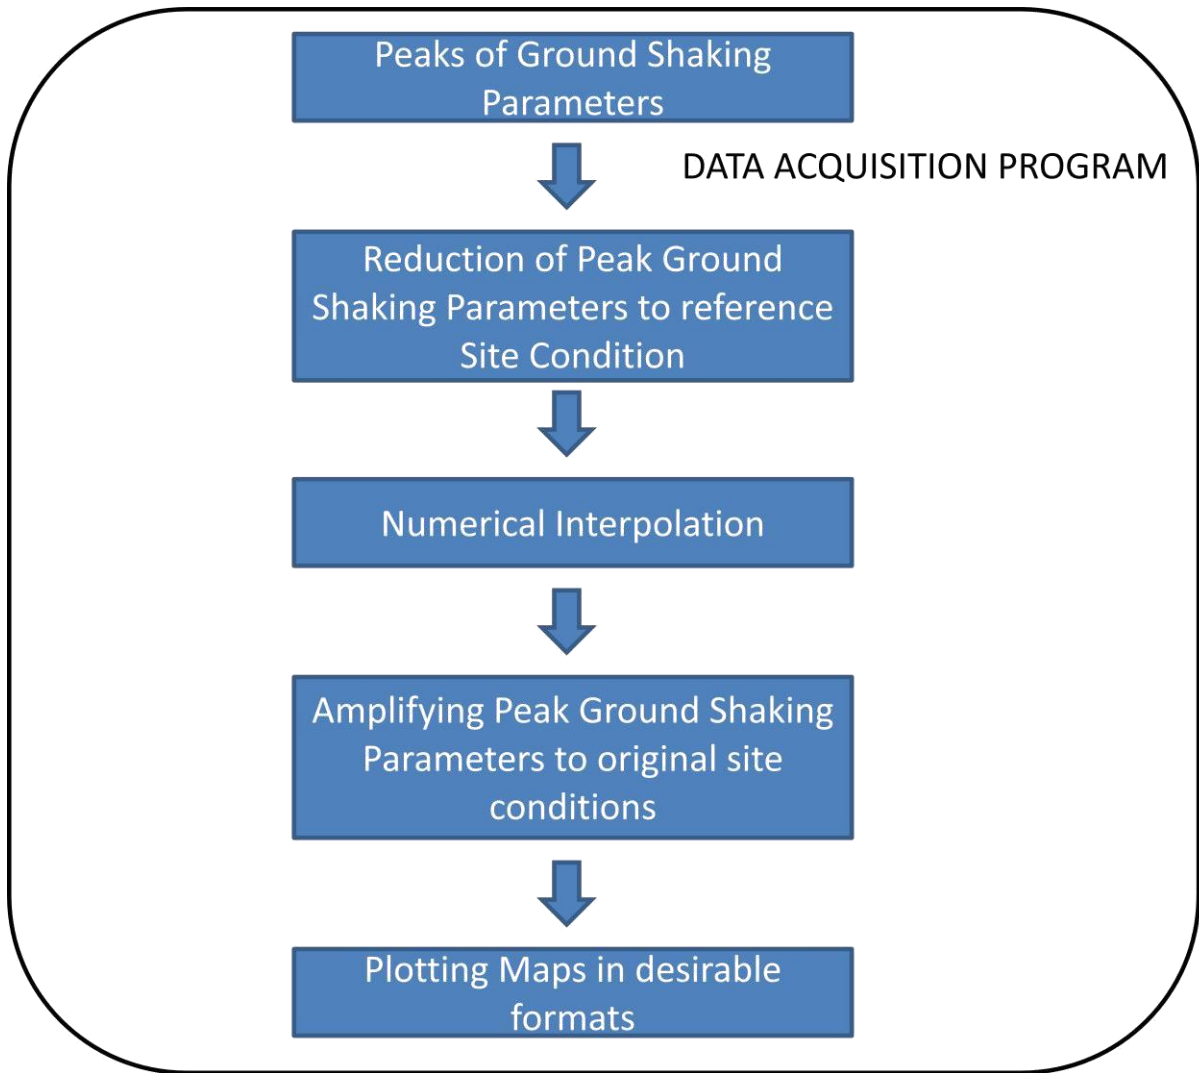 Peaks of Ground Shaking
Parameters
DATA ACQUISITION PROGRAM
Reduction of Peak Ground
Shaking Parameters to reference
Site Condition
Numerical Interpolation
Amplifying Peak Ground Shaking
Parameters to original site
conditions
Plotting Maps in desirable
formats